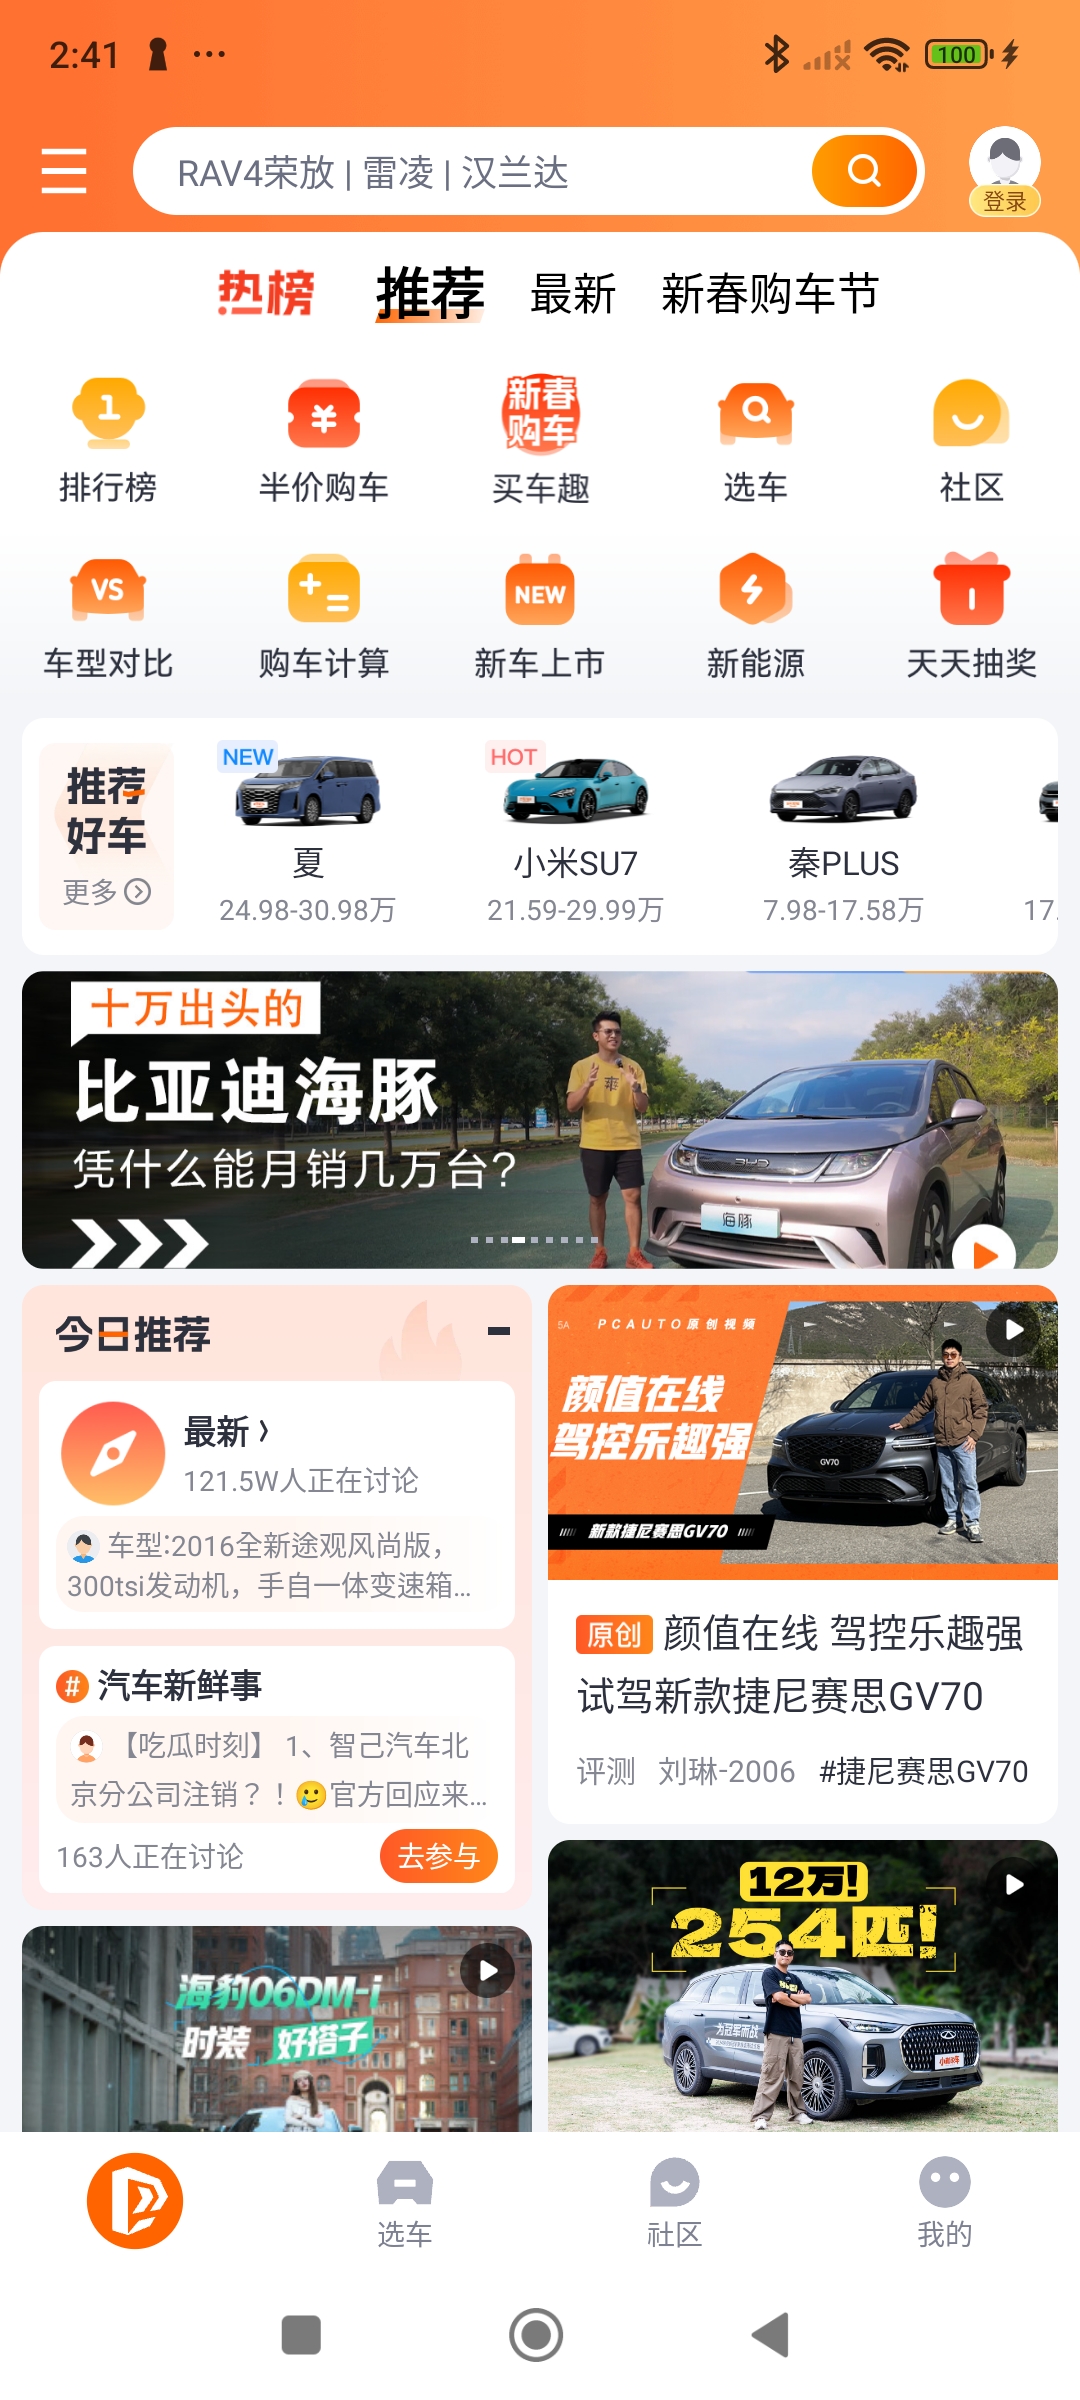 2:41
100
RAV4荣放 | 雷凌 | 汉兰达
登录
热榜 推荐 最新 新春购车节
1 ¥ 新春购车
排行榜 半价购车 买车趣 选车 社区
VS NEW
车型对比 购车计算 新车上市 新能源 天天抽奖
推荐好车
更多
NEW
夏
24.98-30.98万
HOT
小米SU7
21.59-29.99万
秦PLUS
7.98-17.58万
17.
十万出头的
比亚迪海豚
凭什么能月销几万台?
BYD
海豚
今日推荐
最新
121.5W人正在讨论
车型:2016全新途观风尚版，
300tsi发动机，手自一体变速箱...
# 汽车新鲜事
【吃瓜时刻】 1、智己汽车北
京分公司注销？！🥲官方回应来...
163人正在讨论
去参与
海豹06DM-i
时装 好搭子
5A PCAUTO原创视频
颜值在线
驾控乐趣强
GV70
新款捷尼赛思GV70
原创 颜值在线 驾控乐趣强
试驾新款捷尼赛思GV70
评测 刘琳-2006 #捷尼赛思GV70
12万!
254匹!
为冠军而战
选车 社区 我的